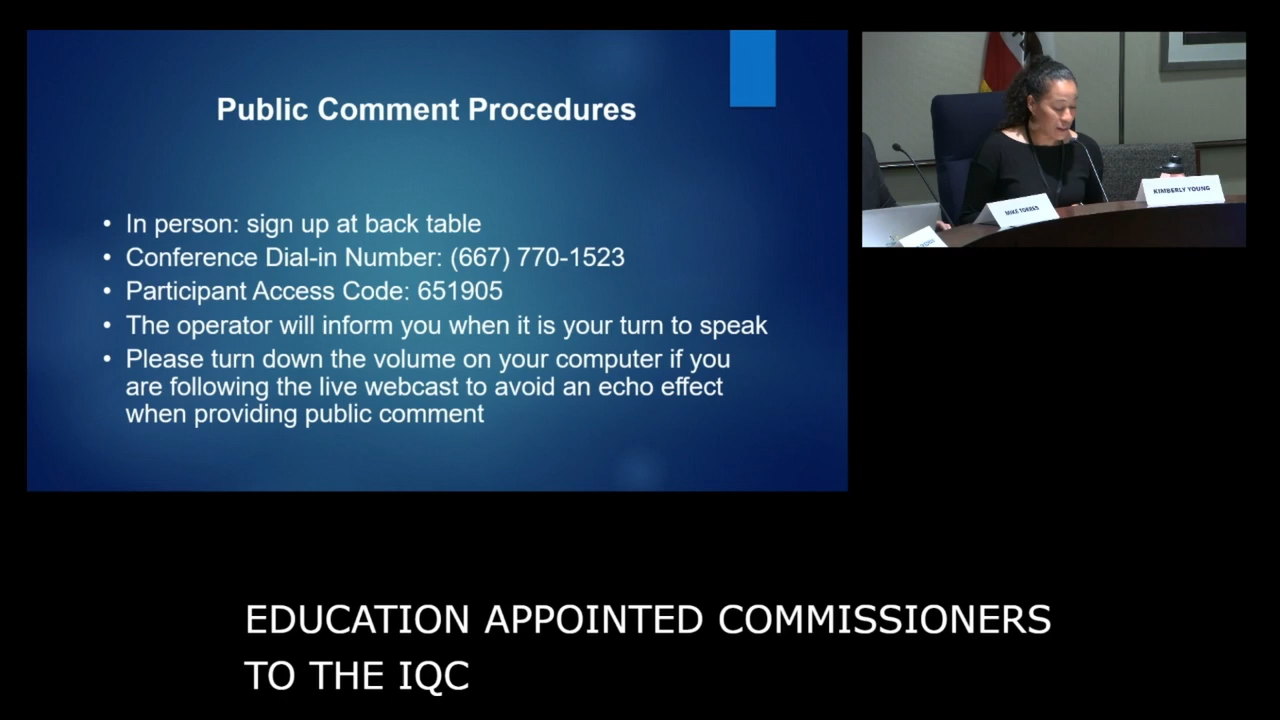 Public Comment Procedures
• In person: sign up at back table
• Conference Dial-in Number: (667) 770-1523
• Participant Access Code: 651905
• The operator will inform you when it is your turn to speak
• Please turn down the volume on your computer if you
are following the live webcast to avoid an echo effect
when providing public comment
MIKE TORRES
KIMBERLY YOUNG
EDUCATION APPOINTED COMMISSIONERS
TO THE IQC